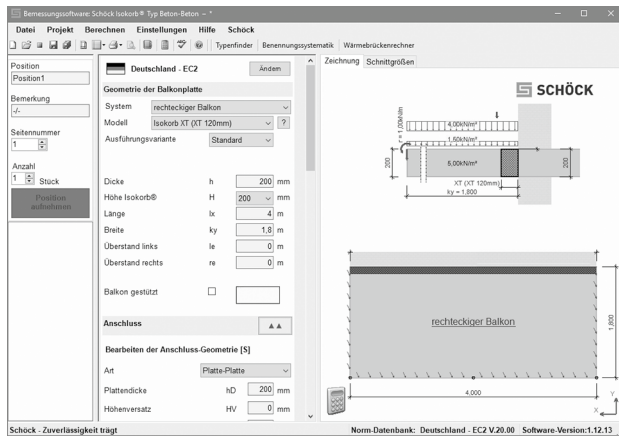 Bemessungssoftware: Schöck Isokorb® Typ Beton-Beton - *
Datei Projekt Berechnen Einstellungen Hilfe Schöck
Typenfinder Benennungssystematik Wärmebrückenrechner
Position
Position1
Bemerkung
-/-
Seitennummer
1
Anzahl
1 Stück
Position aufnehmen
Deutschland - EC2 Ändern
Geometrie der Balkonplatte
System rechteckiger Balkon
Modell Isokorb XT (XT 120mm) ?
Ausführungsvariante Standard
Dicke h 200 mm
Höhe Isokorb® H 200 mm
Länge lx 4 m
Breite ky 1,8 m
Überstand links le 0 m
Überstand rechts re 0 m
Balkon gestützt
Anschluss
Bearbeiten der Anschluss-Geometrie [S]
Art Platte-Platte
Plattendicke hD 200 mm
Höhenversatz HV 0 mm
Zeichnung Schnittgrößen
SCHÖCK
r = 1,00kN/m
4,00kN/m²
1,50kN/m²
5,00kN/m²
200
200
XT (XT 120mm)
ky = 1,800
rechteckiger Balkon
1,800
4,000
Y
X
Schöck - Zuverlässigkeit trägt
Norm-Datenbank: Deutschland - EC2 V.20.00 Software-Version:1.12.13